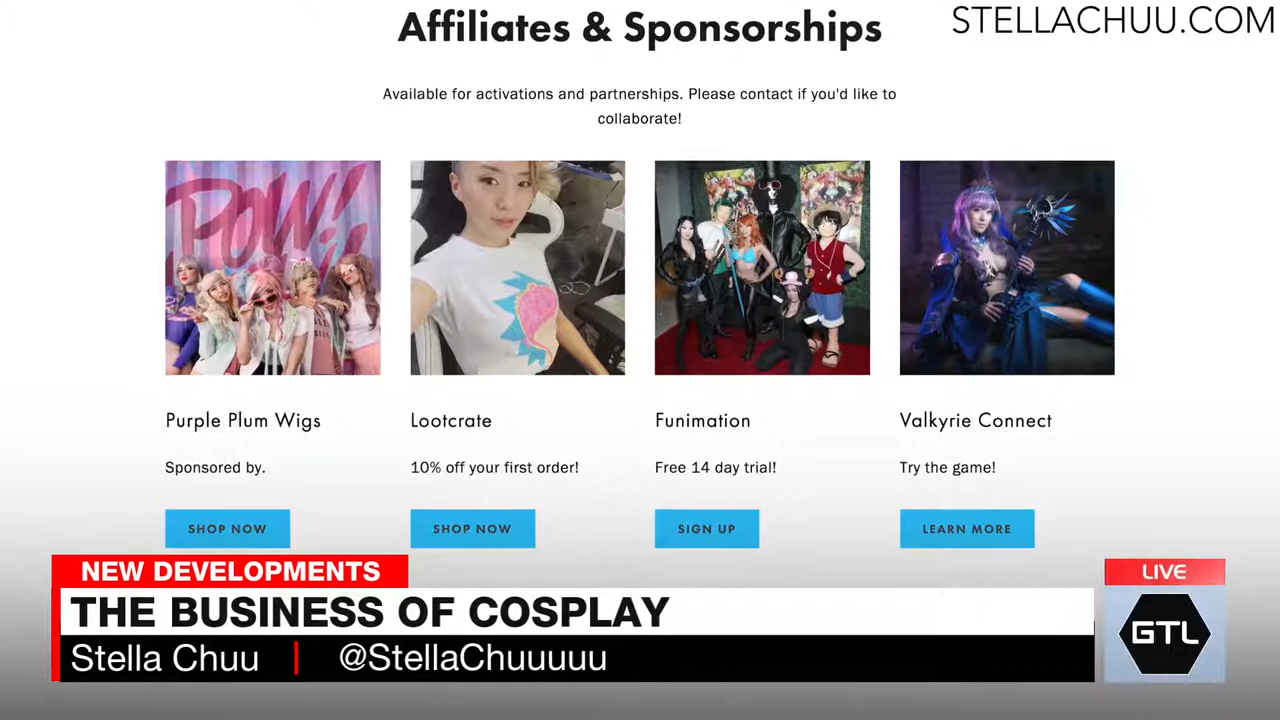 Affiliates & Sponsorships
STELLACHUU.COM
Available for activations and partnerships. Please contact if you'd like to
collaborate!
POW!
Purple Plum Wigs
Lootcrate
Funimation
Valkyrie Connect
Sponsored by.
10% off your first order!
Free 14 day trial!
Try the game!
SHOP NOW
SHOP NOW
SIGN UP
LEARN MORE
NEW DEVELOPMENTS
LIVE
THE BUSINESS OF COSPLAY
GTL
Stella Chuu
@StellaChuuuuu